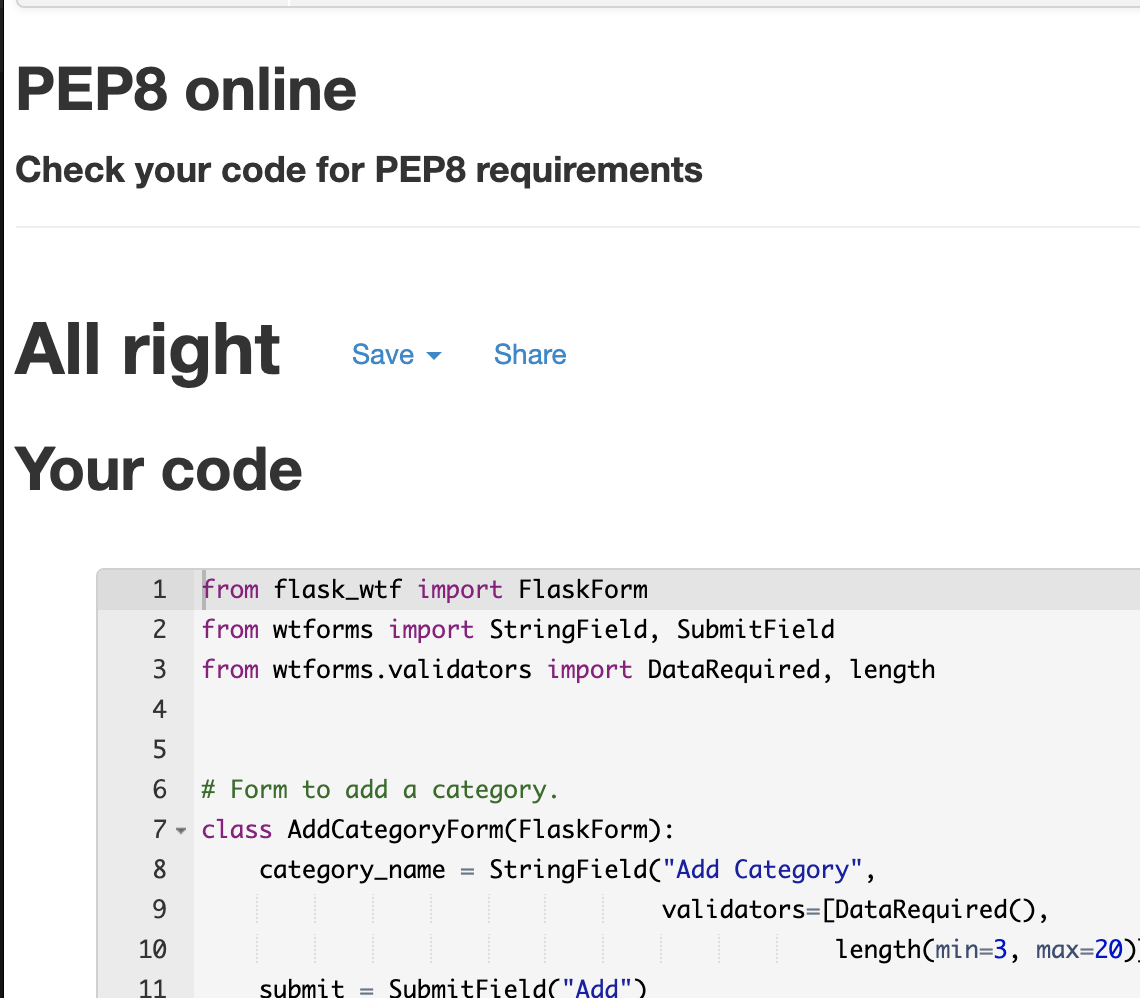 PEP8 online
Check your code for PEP8 requirements
All right Save Share
Your code
1 from flask_wtf import FlaskForm
2 from wtforms import StringField, SubmitField
3 from wtforms.validators import DataRequired, length
4
5
6 # Form to add a category.
7 class AddCategoryForm(FlaskForm):
8 category_name = StringField("Add Category",
9 validators=[DataRequired(),
10 length(min=3, max=20)]
11 submit = SubmitField("Add")